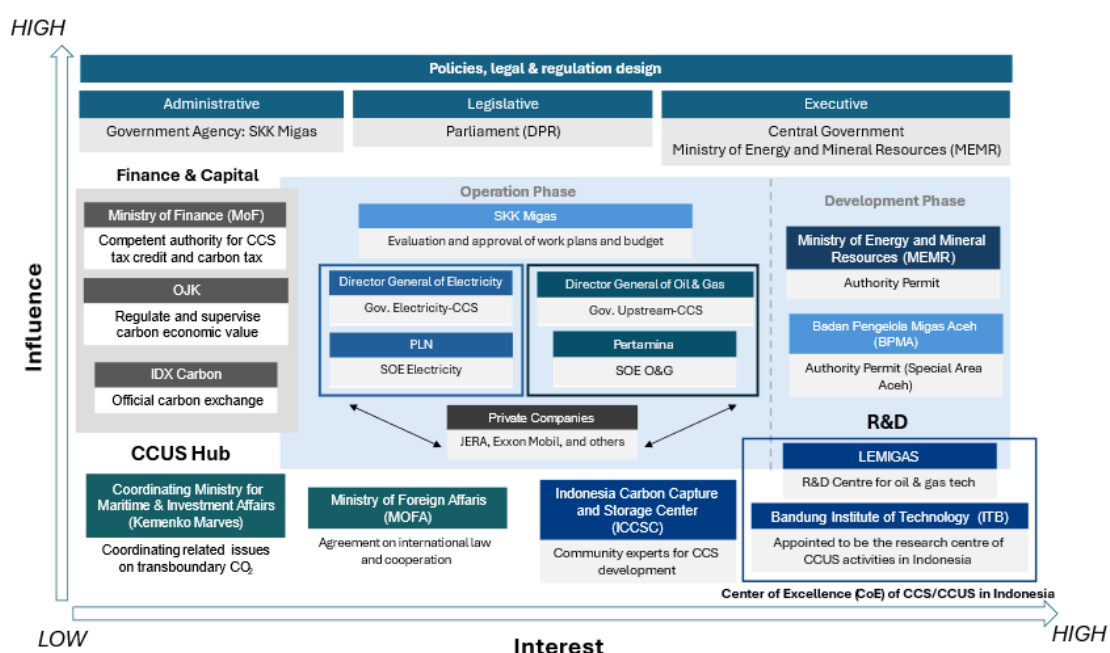 HIGH
Policies, legal & regulation design
Administrative
Government Agency: SKK Migas
Legislative
Parliament (DPR)
Executive
Central Government
Ministry of Energy and Mineral Resources (MEMR)
Finance & Capital
Ministry of Finance (MoF)
Competent authority for CCS
tax credit and carbon tax
OJK
Regulate and supervise
carbon economic value
IDX Carbon
Official carbon exchange
Operation Phase
SKK Migas
Evaluation and approval of work plans and budget
Director General of Electricity
Gov. Electricity-CCS
PLN
SOE Electricity
Director General of Oil & Gas
Gov. Upstream-CCS
Pertamina
SOE O&G
Private Companies
JERA, Exxon Mobil, and others
Development Phase
Ministry of Energy and Mineral
Resources (MEMR)
Authority Permit
Badan Pengelola Migas Aceh
(BPMA)
Authority Permit (Special Area
Aceh)
R&D
LEMIGAS
R&D Centre for oil & gas tech
Bandung Institute of Technology (ITB)
Appointed to be the research centre of
CCUS activities in Indonesia
Center of Excellence (CoE) of CCS/CCUS in Indonesia
CCUS Hub
Coordinating Ministry for
Maritime & Investment Affairs
(Kemenko Marves)
Coordinating related issues
on transboundary CO₂
Ministry of Foreign Affaris
(MOFA)
Agreement on international law
and cooperation
Indonesia Carbon Capture
and Storage Center
(ICCSC)
Community experts for CCS
development
Influence
LOW
Interest
HIGH